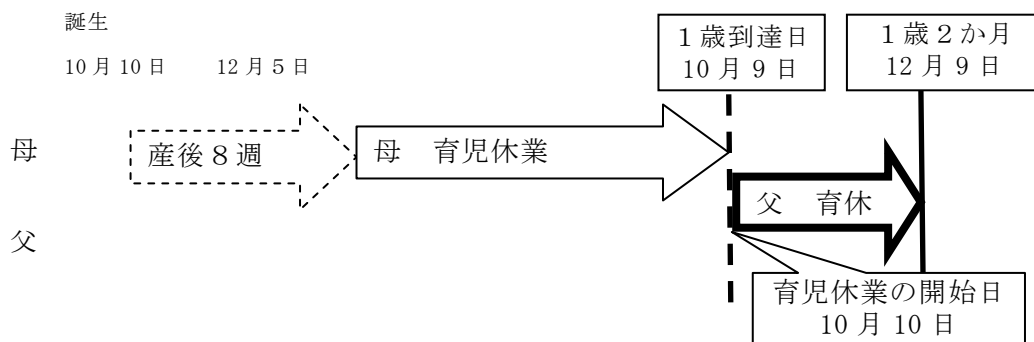 誕生
10月10日 12月5日
1歳到達日
10月9日
1歳2か月
12月9日
母
産後8週
母 育児休業
父 育休
父
育児休業の開始日
10月10日